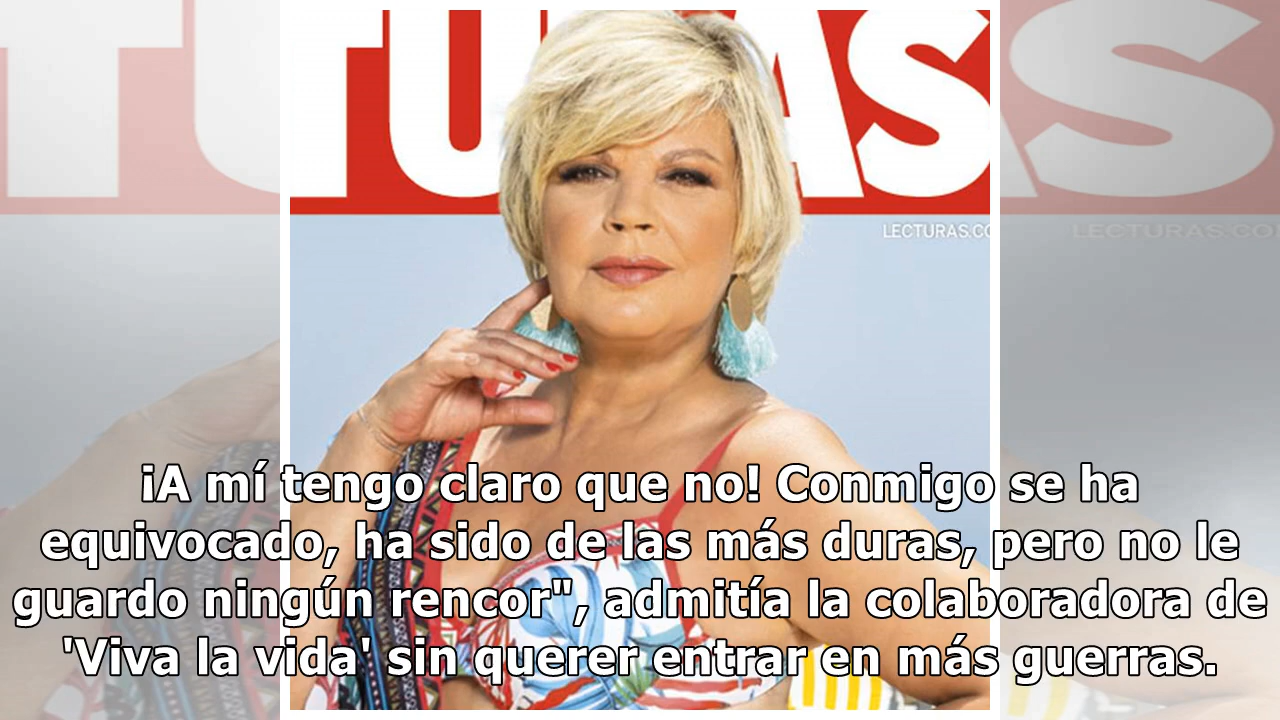 TURAS
LECTURAS.CO
¡A mí tengo claro que no! Conmigo se ha
equivocado, ha sido de las más duras, pero no le
guardo ningún rencor", admitía la colaboradora de
'Viva la vida' sin querer entrar en más guerras.